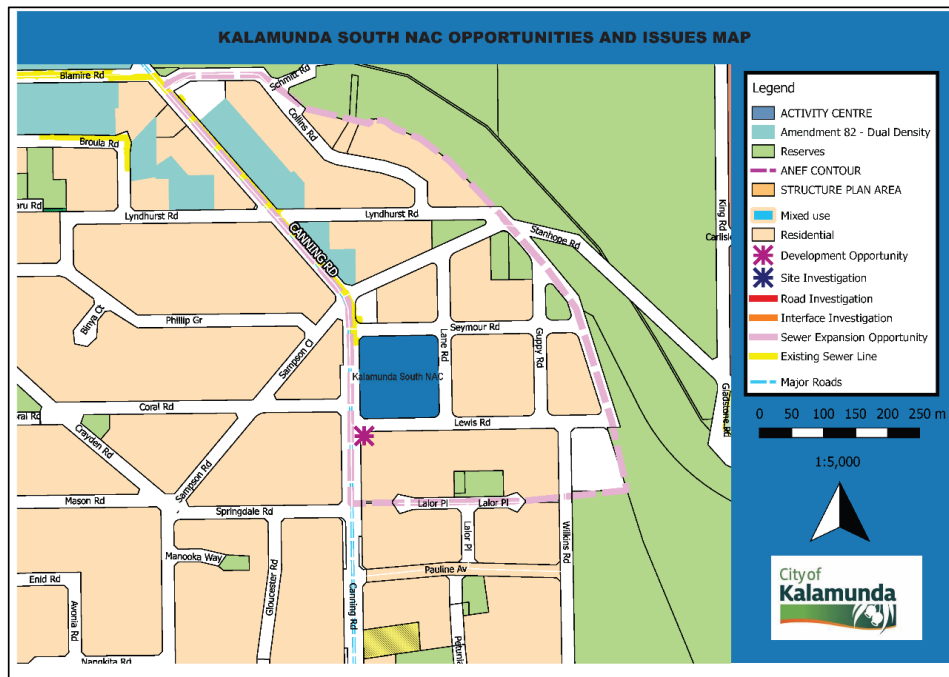 KALAMUNDA SOUTH NAC OPPORTUNITIES AND ISSUES MAP
Blamire Rd
Schmitt Rd
Collins Rd
Broula Rd
aru Rd
Lyndhurst Rd
Lyndhurst Rd
Stanhope Rd
King Rd
Carlisle
CANNING RD
Binya Ct
Phillip Gr
Sampson Cl
Seymour Rd
Lane Rd
Guppy Rd
Kalamunda South NAC
Gladstone Rd
Coral Rd
ral Rd
Crayden Rd
Lewis Rd
Sampson Rd
Mason Rd
Springdale Rd
Lalor Pl
Lalor Pl
Lalor Pl
Wilkins Rd
Manooka Way
Gloucester Rd
Pauline Av
Enid Rd
Avonia Rd
Canning Rd
Petunia
Nangkita Rd
Legend
ACTIVITY CENTRE
Amendment 82 - Dual Density
Reserves
ANEF CONTOUR
STRUCTURE PLAN AREA
Mixed use
Residential
Development Opportunity
Site Investigation
Road Investigation
Interface Investigation
Sewer Expansion Opportunity
Existing Sewer Line
Major Roads
0 50 100 150 200 250 m
1:5,000
City of
Kalamunda